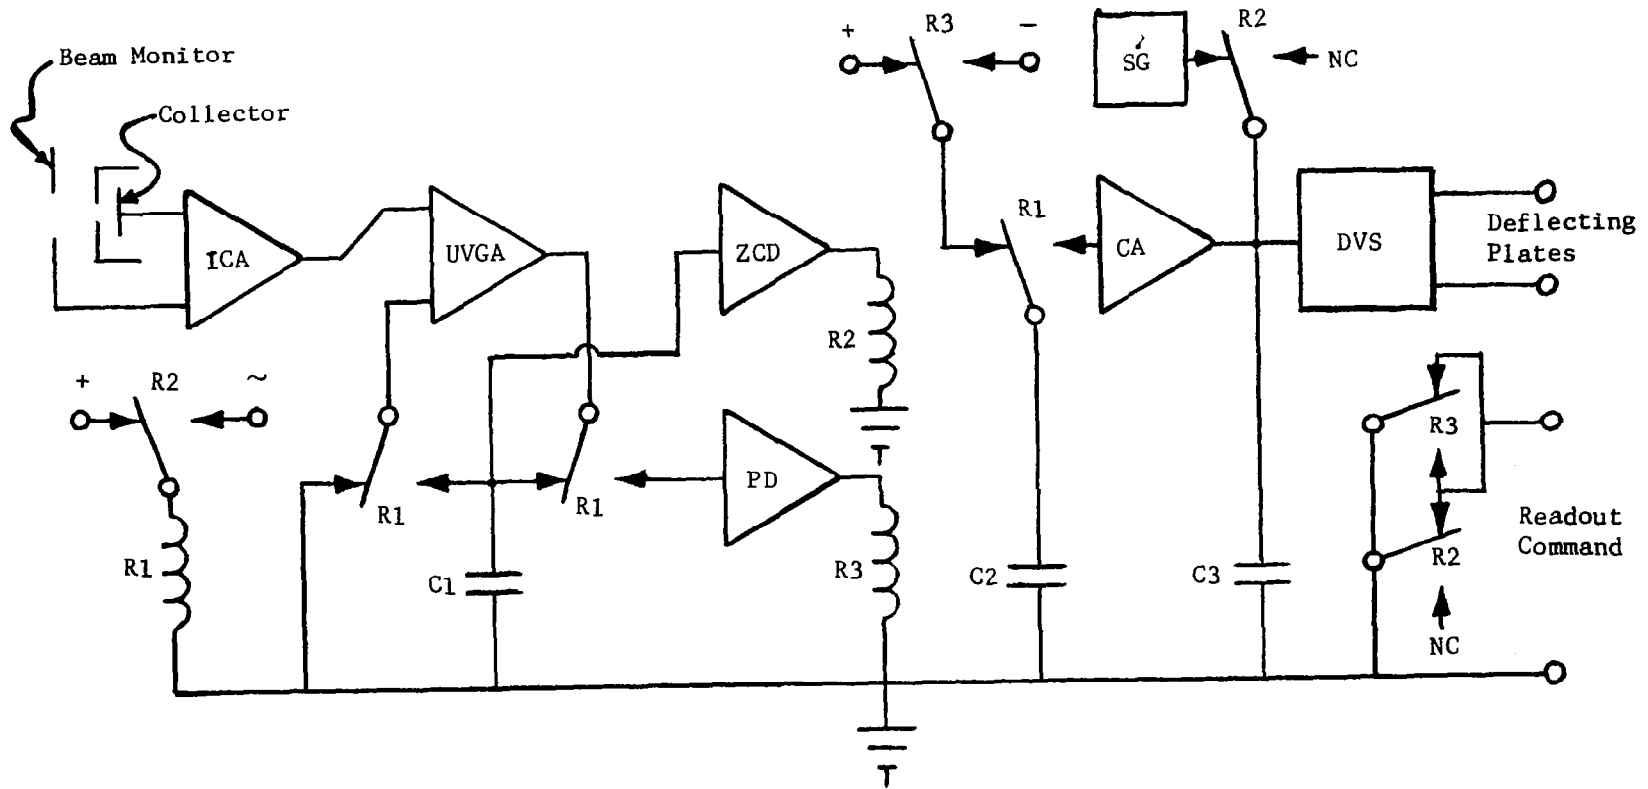 Beam Monitor
Collector
+
R3
−
SG
R2
NC
ICA
UVGA
ZCD
R1
CA
DVS
Deflecting
Plates
R2
+
R2
~
R1
R1
PD
R3
R2
NC
Readout
Command
R1
C1
R3
C2
C3